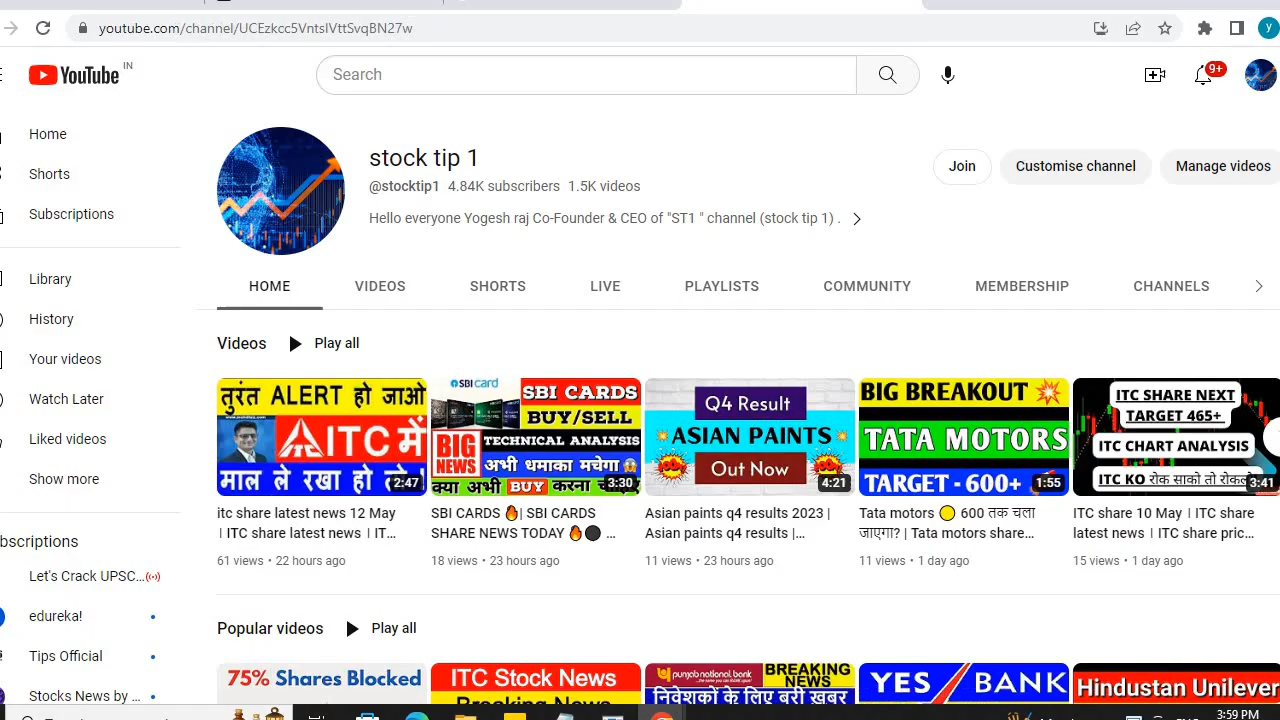 youtube.com/channel/UCEzkcc5VntsIVttSvqBN27w
YouTube IN
Search
9+
y
Home
Shorts
Subscriptions
Library
History
Your videos
Watch Later
Liked videos
Show more
bscriptions
Let's Crack UPSC...
edureka!
Tips Official
Stocks News by ...
stock tip 1
@stocktip1 4.84K subscribers 1.5K videos
Hello everyone Yogesh raj Co-Founder & CEO of "ST1 " channel (stock tip 1) .
Join
Customise channel
Manage videos
HOME VIDEOS SHORTS LIVE PLAYLISTS COMMUNITY MEMBERSHIP CHANNELS
Videos Play all
तुरंत ALERT हो जाओ
ITC में
माल ले रखा हो तो
2:47
itc share latest news 12 May
। ITC share latest news । IT...
61 views • 22 hours ago
SBI card
SBI CARDS
BUY/SELL
TECHNICAL ANALYSIS
BIG
NEWS
अभी धमाका मचेगा
क्या अभी BUY करना
3:30
SBI CARDS 🔥| SBI CARDS
SHARE NEWS TODAY 🔥⚫ ...
18 views • 23 hours ago
Q4 Result
ASIAN PAINTS
Out Now
4:21
Asian paints q4 results 2023 |
Asian paints q4 results |...
11 views • 23 hours ago
BIG BREAKOUT
TATA MOTORS
TARGET - 600+
1:55
Tata motors 🟡 600 तक चला
जाएगा? | Tata motors share...
11 views • 1 day ago
ITC SHARE NEXT
TARGET 465+
ITC CHART ANALYSIS
ITC KO रोक साको तो
3:41
ITC share 10 May । ITC share
latest news । ITC share pric...
15 views • 1 day ago
Popular videos Play all
75% Shares Blocked
ITC Stock News
Breaking News
punjab national bank
BREAKING
NEWS
निवेशकों के लिए बरी ख़बर
YES BANK
Hindustan Unilever
3:59 PM